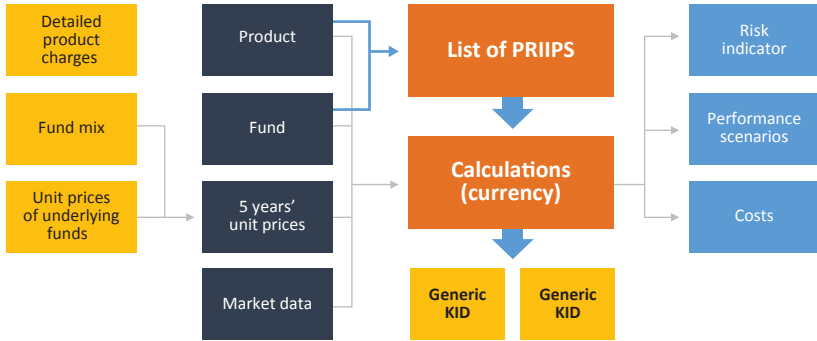 Detailed
product
charges
Fund mix
Unit prices
of underlying
funds
Product
Fund
5 years’
unit prices
Market data
List of PRIIPS
Calculations
(currency)
Generic
KID
Generic
KID
Risk
indicator
Performance
scenarios
Costs